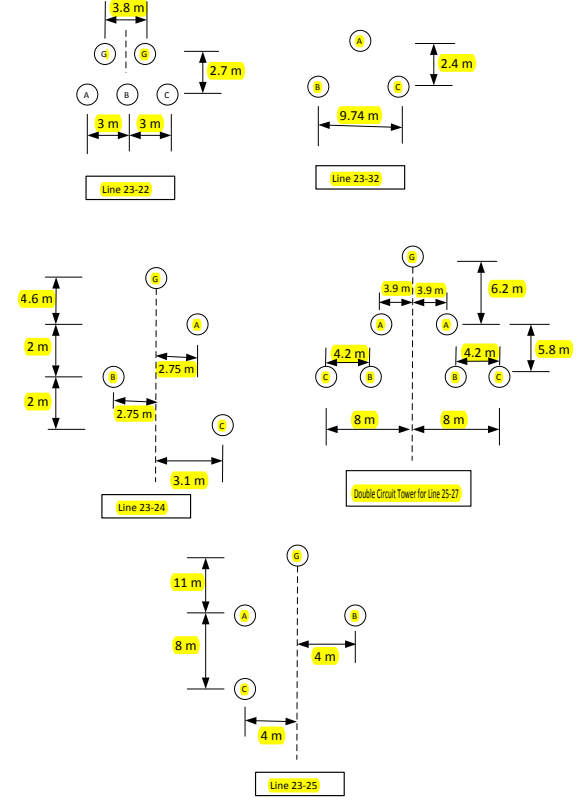 3.8 m
G G
2.7 m
A B C
3 m 3 m
Line 23-22
A
2.4 m
B C
9.74 m
Line 23-32
G
4.6 m
A
2 m
2.75 m
B
2 m
2.75 m
C
3.1 m
Line 23-24
G
6.2 m
3.9 m 3.9 m
A A
5.8 m
4.2 m 4.2 m
C B B C
8 m 8 m
Double Circuit Tower for Line 25-27
G
11 m
A B
8 m
4 m
C
4 m
Line 23-25